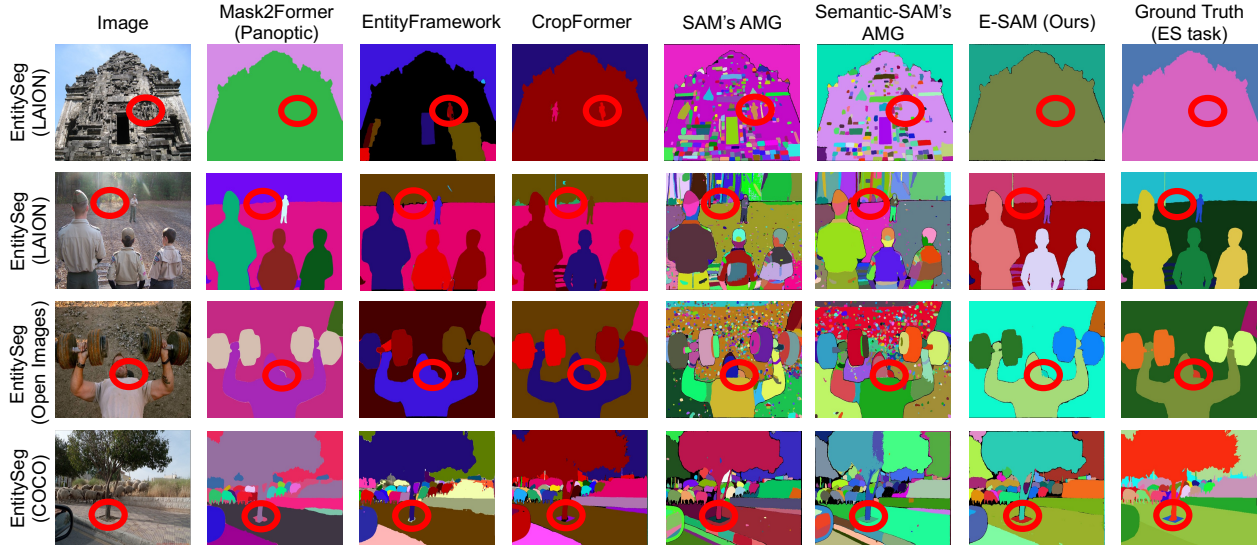 Image
Mask2Former
(Panoptic)
EntityFramework
CropFormer
SAM's AMG
Semantic-SAM's
AMG
E-SAM (Ours)
Ground Truth
(ES task)
EntitySeg
(LAION)
EntitySeg
(LAION)
EntitySeg
(Open Images)
EntitySeg
(COCO)